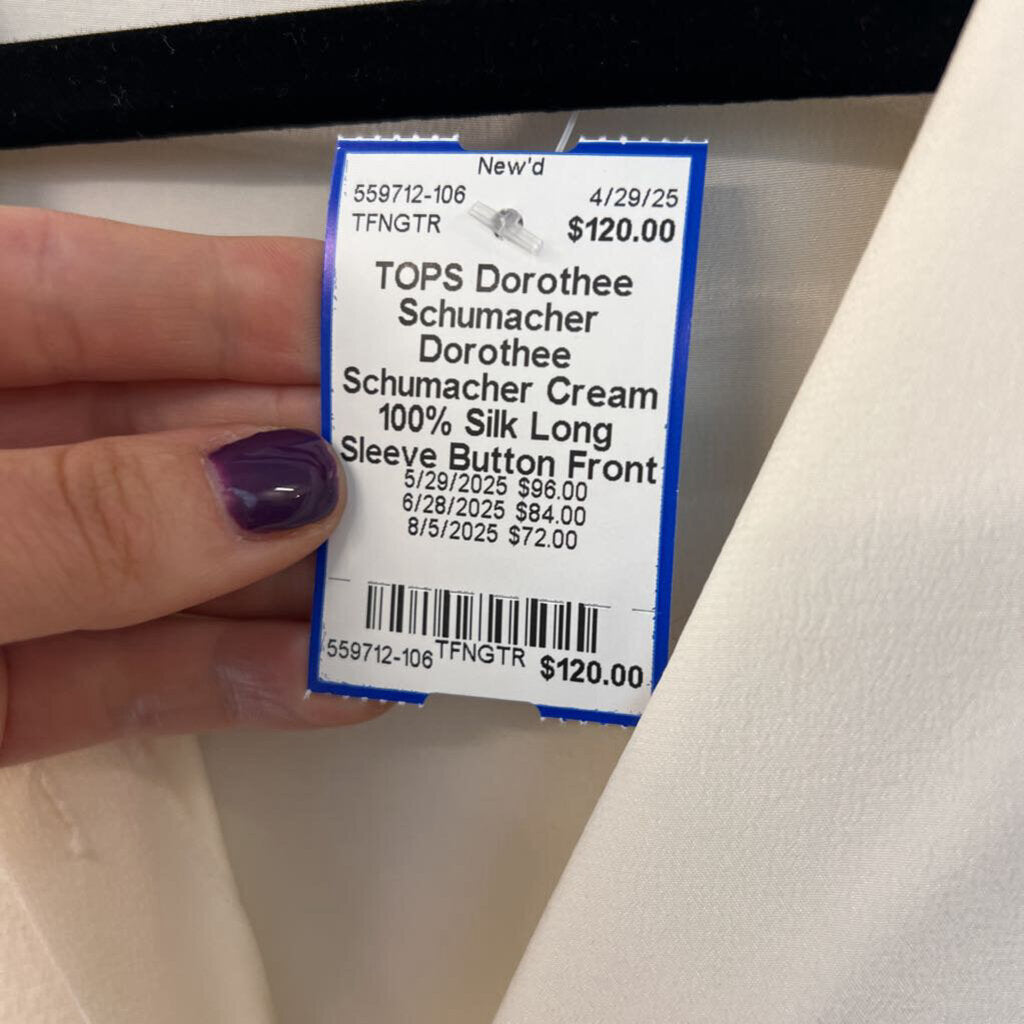 New'd
559712-106 4/29/25
TFNGTR $120.00
TOPS Dorothee
Schumacher
Dorothee
Schumacher Cream
100% Silk Long
Sleeve Button Front
5/29/2025 $96.00
6/28/2025 $84.00
8/5/2025 $72.00
559712-106 TFNGTR $120.00